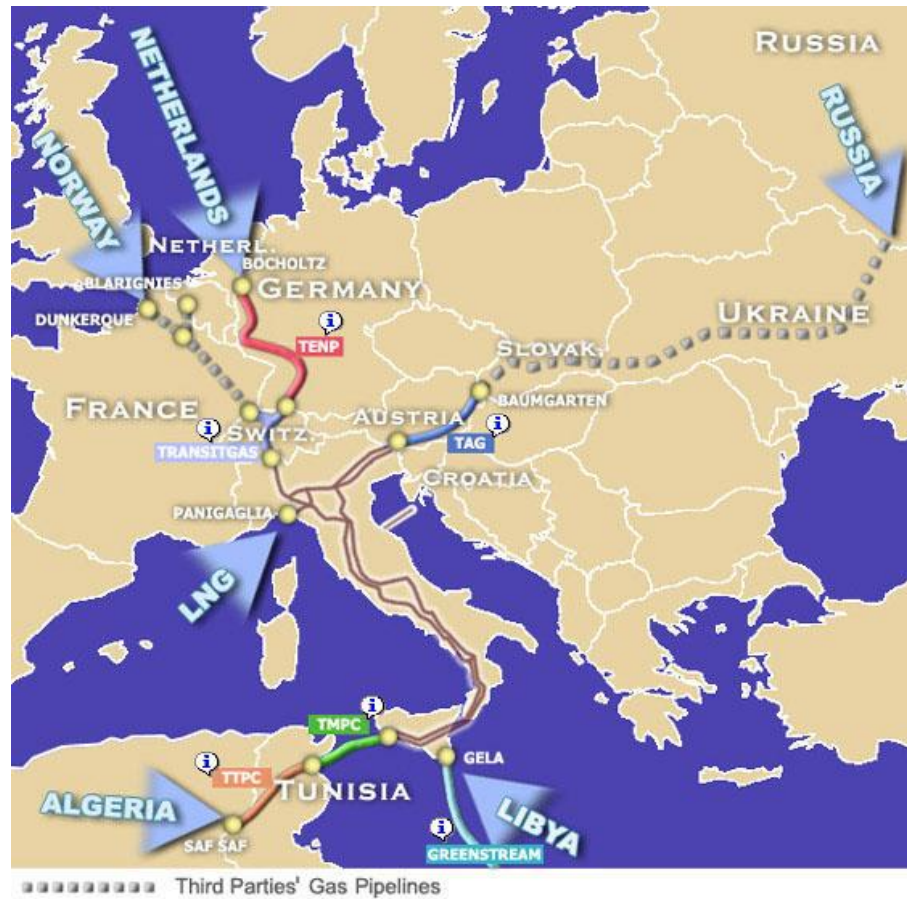 RUSSIA
NETHERLANDS
RUSSIA
NORWAY
NETHERL.
BOCHOLTZ
BLARIGNIES
GERMANY
DUNKERQUE
UKRAINE
i
TENP
SLOVAK.
FRANCE
BAUMGARTEN
AUSTRIA
i
i
SWITZ.
TAG
TRANSITGAS
CROATIA
PANIGAGLIA
LNG
i
TMPC
GELA
i
TTPC
TUNISIA
ALGERIA
LIBYA
SAF SAF
i
GREENSTREAM
Third Parties' Gas Pipelines